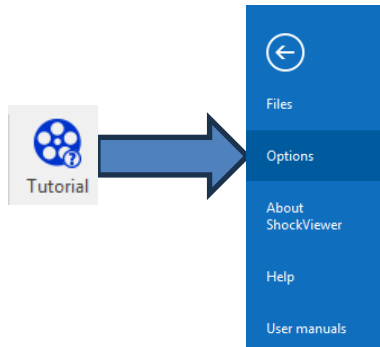 Tutorial
Files
Options
About
ShockViewer
Help
User manuals